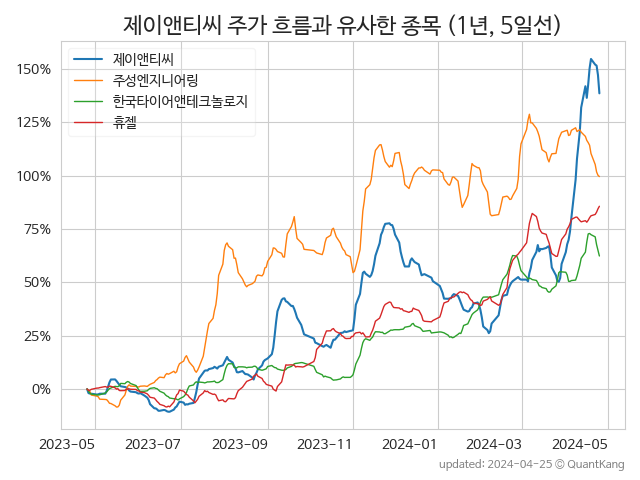 제이앤티씨 주가 흐름과 유사한 종목 (1년, 5일선)
제이앤티씨
주성엔지니어링
한국타이어앤테크놀로지
휴젤
150%
125%
100%
75%
50%
25%
0%
2023-05 2023-07 2023-09 2023-11 2024-01 2024-03 2024-05
updated: 2024-04-25 © QuantKang